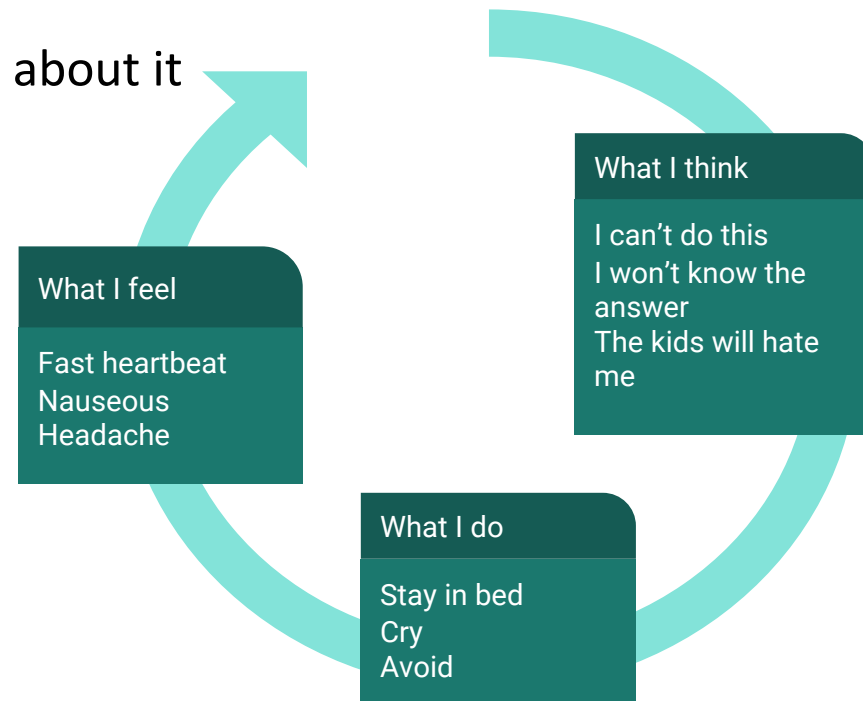 about it
What I think
I can’t do this
I won’t know the
answer
The kids will hate
me
What I do
Stay in bed
Cry
Avoid
What I feel
Fast heartbeat
Nauseous
Headache